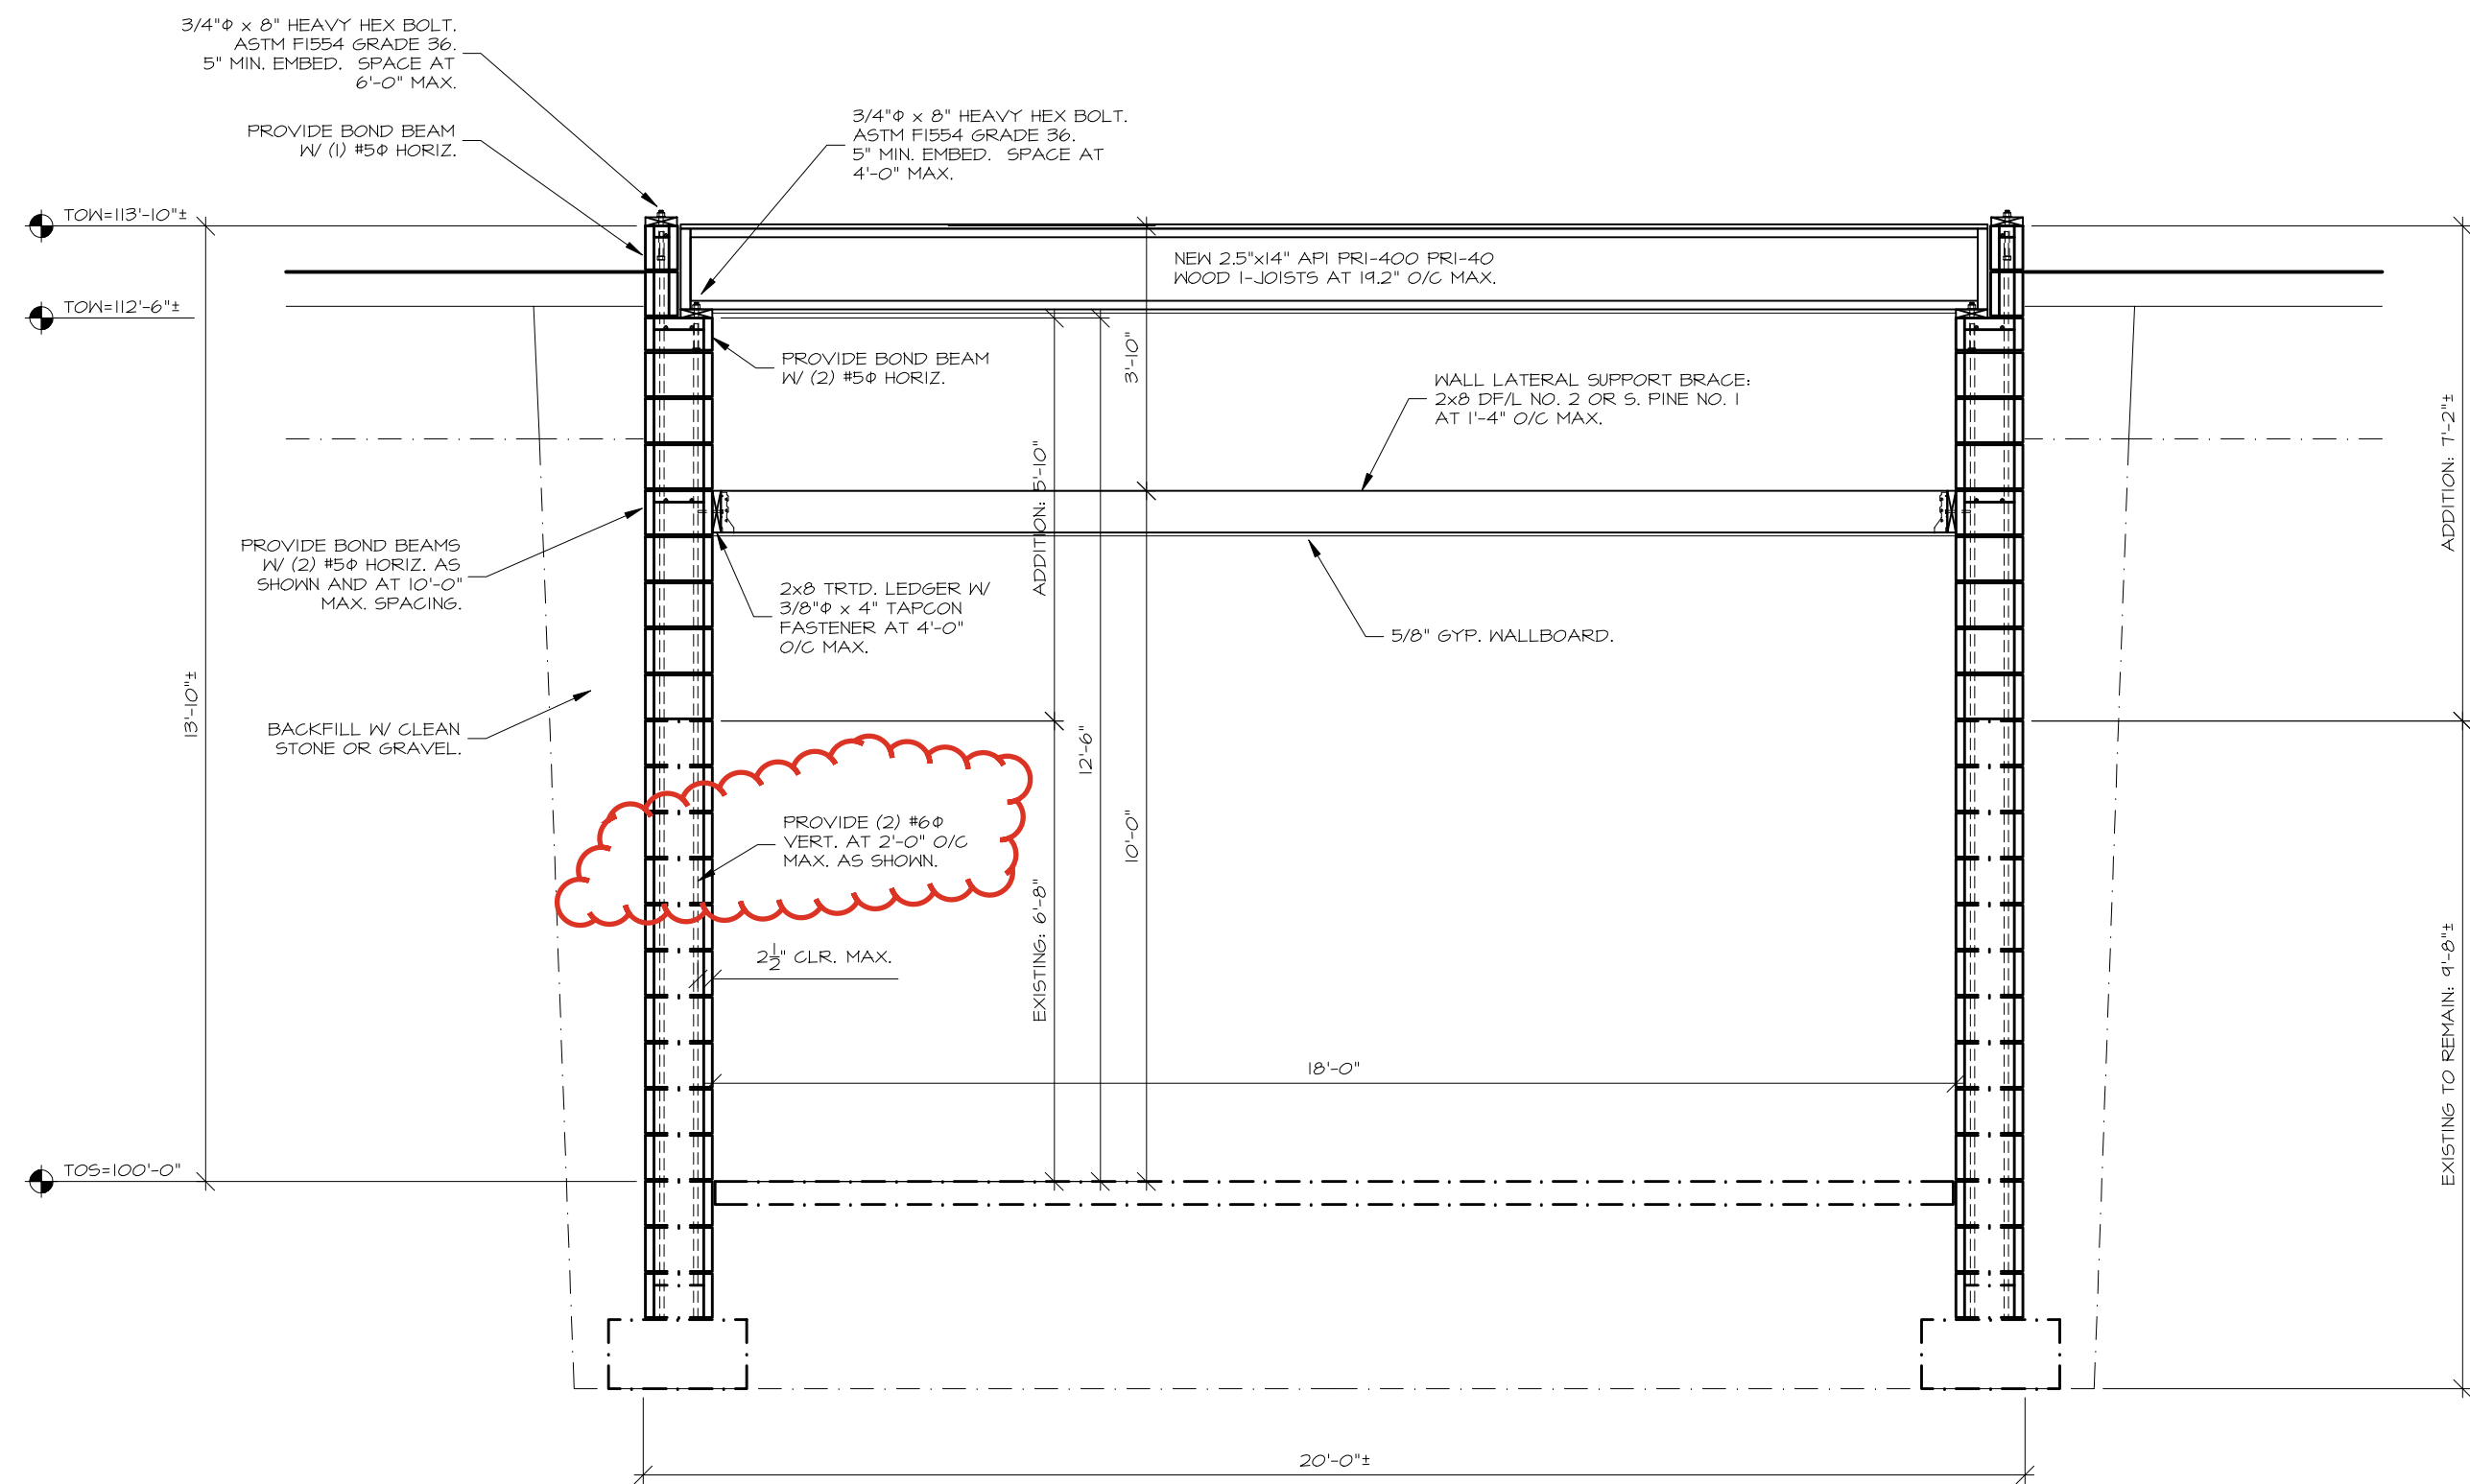 3/4"Φ x 8" HEAVY HEX BOLT.
ASTM F1554 GRADE 36.
5" MIN. EMBED. SPACE AT
6'-0" MAX.
PROVIDE BOND BEAM
W/ (1) #5Φ HORIZ.
3/4"Φ x 8" HEAVY HEX BOLT.
ASTM F1554 GRADE 36.
5" MIN. EMBED. SPACE AT
4'-0" MAX.
TOW=113'-10"±
TOW=112'-6"±
NEW 2.5"x14" API PRI-400 PRI-40
WOOD I-JOISTS AT 19.2" O/C MAX.
PROVIDE BOND BEAM
W/ (2) #5Φ HORIZ.
3'-10"
WALL LATERAL SUPPORT BRACE:
2x8 DF/L NO. 2 OR S. PINE NO. 1
AT 1'-4" O/C MAX.
ADDITION: 7'-2"±
ADDITION: 5'-10"
PROVIDE BOND BEAMS
W/ (2) #5Φ HORIZ. AS
SHOWN AND AT 10'-0"
MAX. SPACING.
2x8 TRTD. LEDGER W/
3/8"Φ x 4" TAPCON
FASTENER AT 4'-0"
O/C MAX.
5/8" GYP. WALLBOARD.
13'-10"±
BACKFILL W/ CLEAN
STONE OR GRAVEL.
12'-6"
10'-0"
PROVIDE (2) #6Φ
VERT. AT 2'-0" O/C
MAX. AS SHOWN.
EXISTING: 6'-8"
2 1/2" CLR. MAX.
EXISTING TO REMAIN: 9'-8"±
18'-0"
TOS=100'-0"
20'-0"±